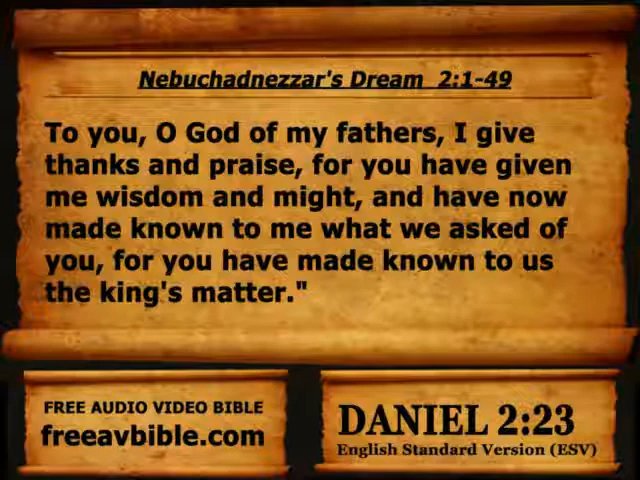 Nebuchadnezzar's Dream 2:1-49
To you, O God of my fathers, I give
thanks and praise, for you have given
me wisdom and might, and have now
made known to me what we asked of
you, for you have made known to us
the king's matter."
FREE AUDIO VIDEO BIBLE
freeavbible.com
DANIEL 2:23
English Standard Version (ESV)